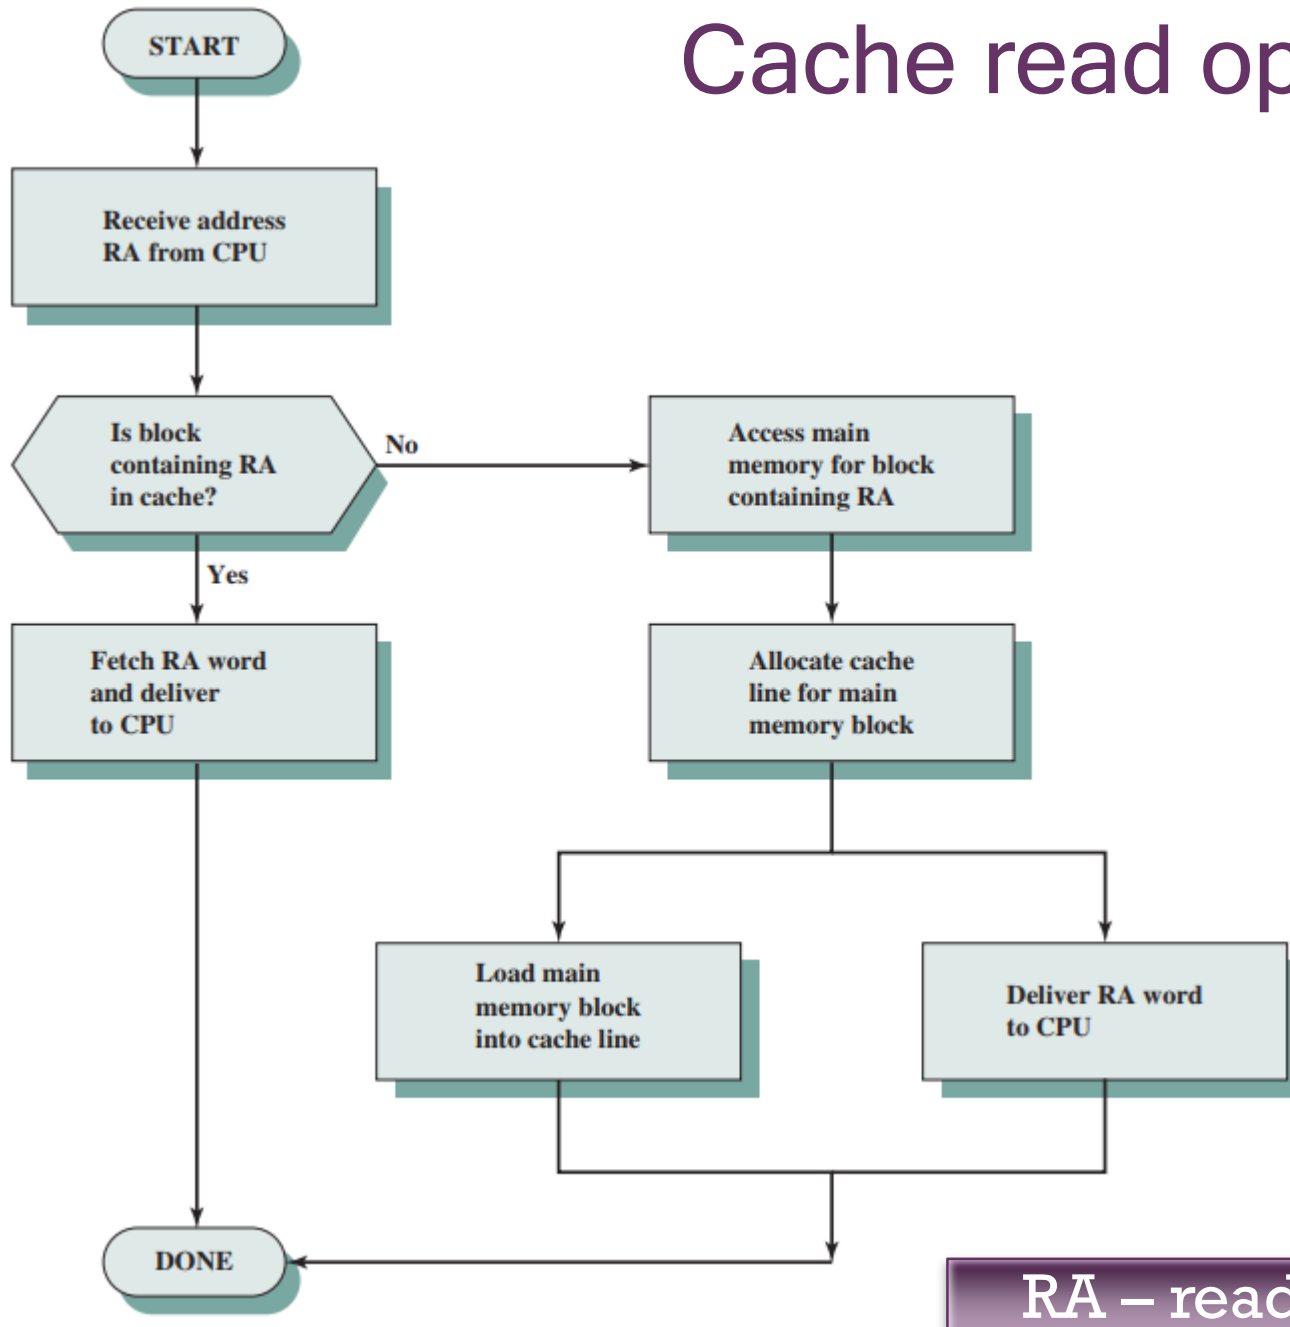 Cache read op
START
Receive address
RA from CPU
Is block
containing RA
in cache?
No
Access main
memory for block
containing RA
Yes
Fetch RA word
and deliver
to CPU
Allocate cache
line for main
memory block
Load main
memory block
into cache line
Deliver RA word
to CPU
DONE
RA – read